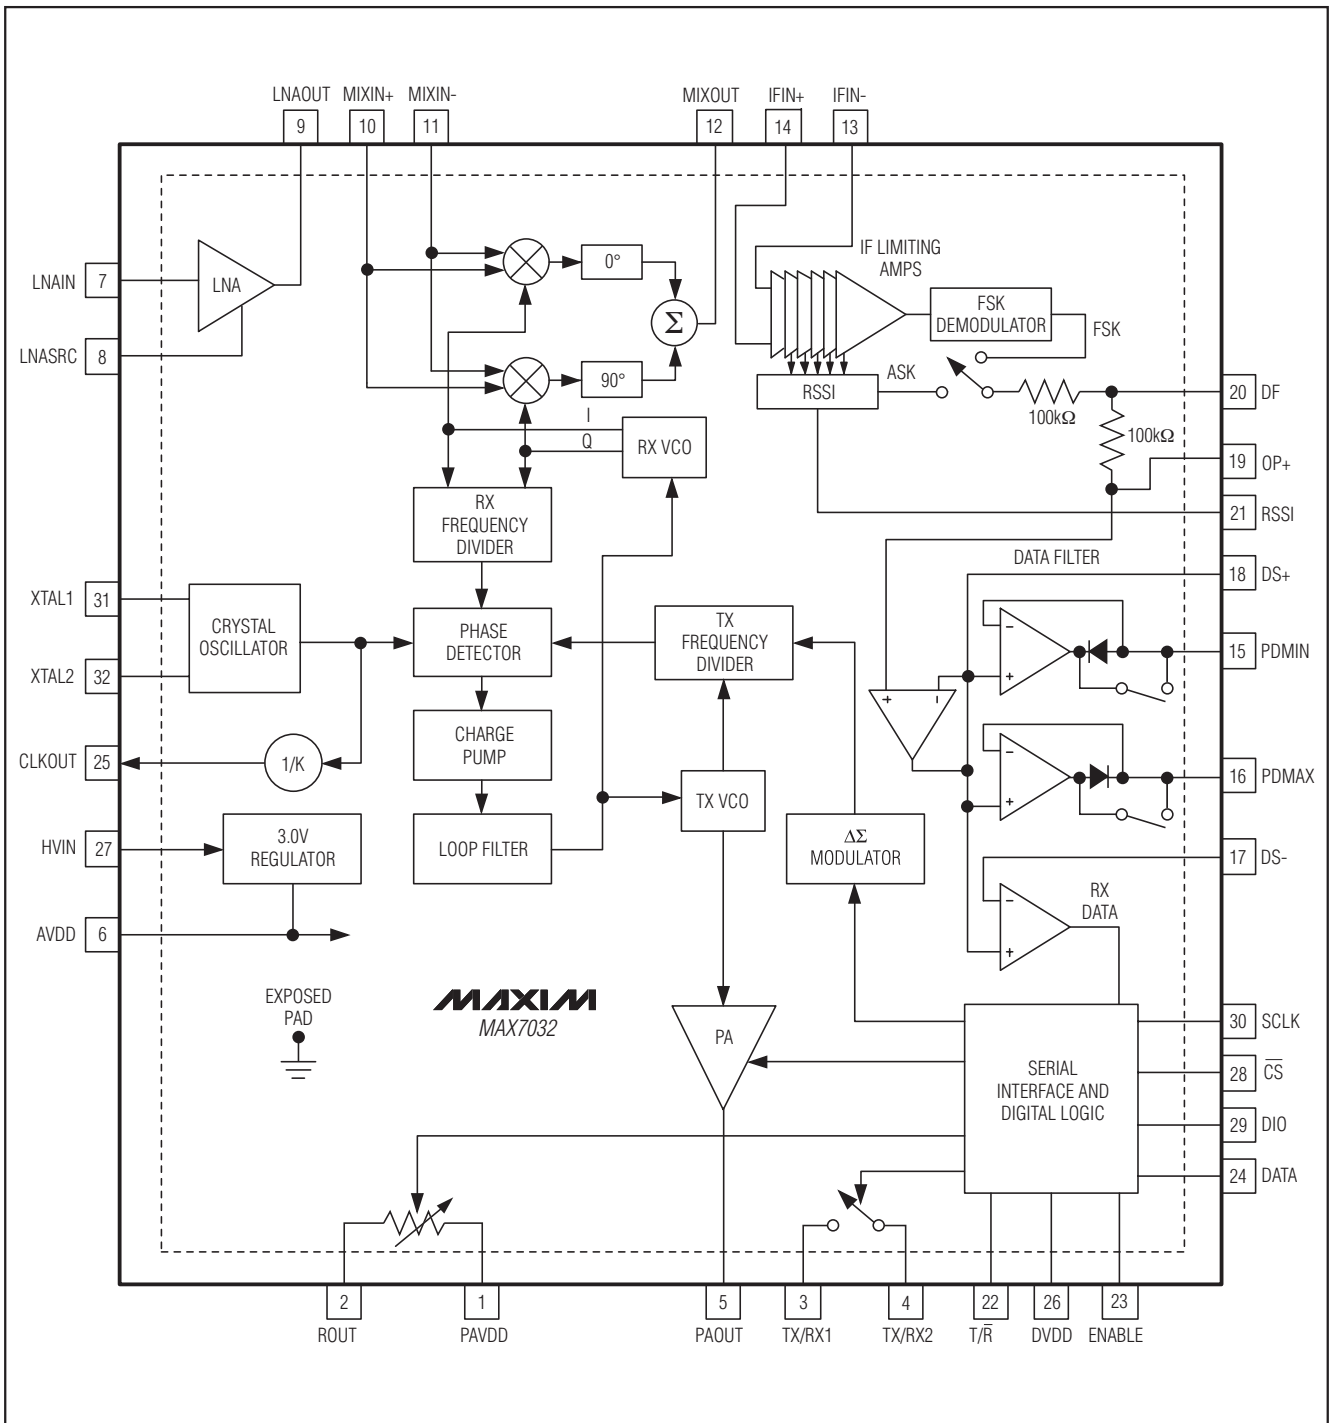 LNAOUT MIXIN+ MIXIN- MIXOUT IFIN+ IFIN-
9 10 11 12 14 13
LNAIN 7
LNA
LNASRC 8
0°
Σ
90°
I
Q
RX VCO
IF LIMITING
AMPS
FSK
DEMODULATOR
FSK
ASK
RSSI
100kΩ
100kΩ
20 DF
19 OP+
21 RSSI
RX
FREQUENCY
DIVIDER
DATA FILTER
18 DS+
XTAL1 31
XTAL2 32
CRYSTAL
OSCILLATOR
PHASE
DETECTOR
TX
FREQUENCY
DIVIDER
+ −
−
+
15 PDMIN
CLKOUT 25
1/K
CHARGE
PUMP
TX VCO
−
+
16 PDMAX
HVIN 27
3.0V
REGULATOR
LOOP FILTER
ΔΣ
MODULATOR
17 DS-
AVDD 6
−
+
RX
DATA
EXPOSED
PAD
MAXIM
MAX7032
PA
SERIAL
INTERFACE AND
DIGITAL LOGIC
30 SCLK
28 C̅S̅
29 DIO
24 DATA
2 1 5 3 4 22 26 23
ROUT PAVDD PAOUT TX/RX1 TX/RX2 T/R̅ DVDD ENABLE